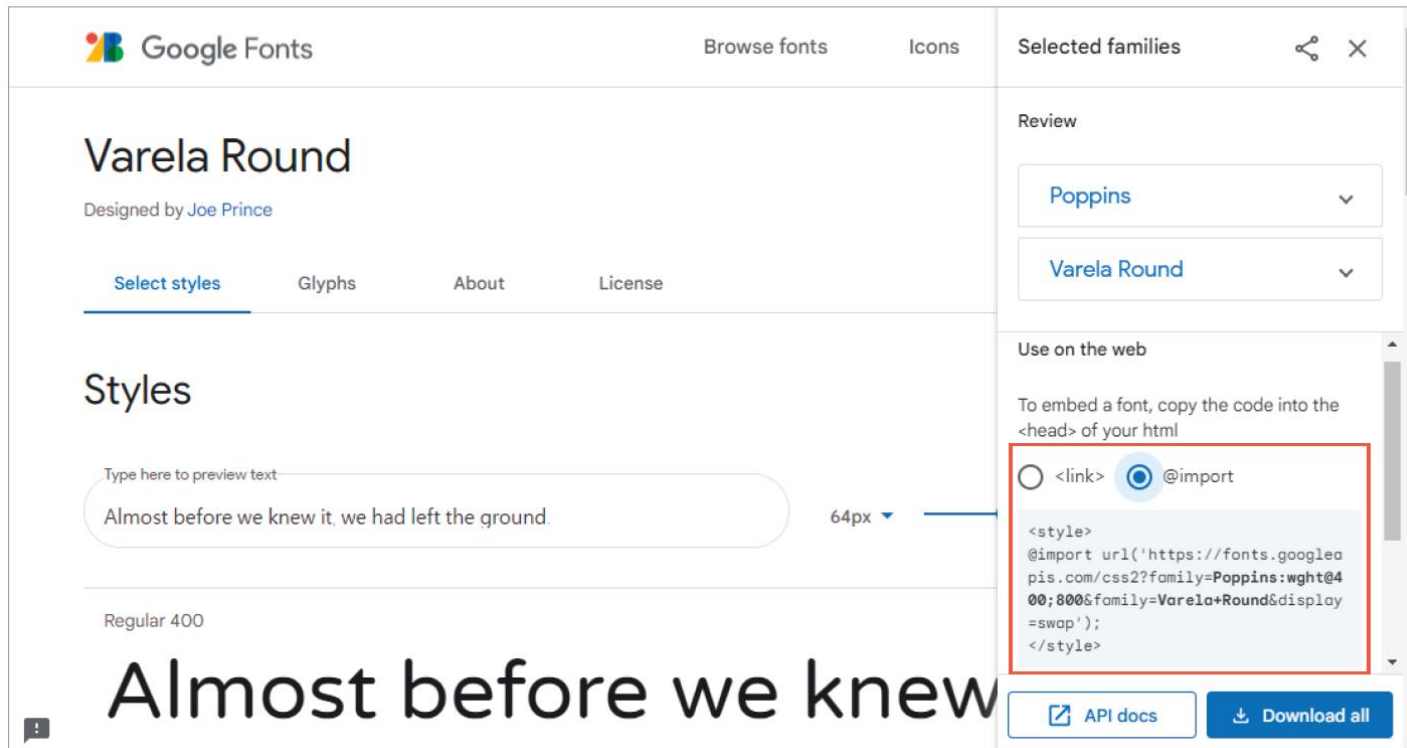 Google Fonts
Browse fonts
Icons
Selected families
Review
Poppins
Varela Round
Varela Round
Designed by Joe Prince
Select styles
Glyphs
About
License
Styles
Type here to preview text
Almost before we knew it, we had left the ground.
64px
Regular 400
Almost before we knew
Use on the web
To embed a font, copy the code into the
<head> of your html
<link>
@import
<style>
@import url('https://fonts.googlea
pis.com/css2?family=Poppins:wght@4
00;800&family=Varela+Round&display
=swap');
</style>
API docs
Download all